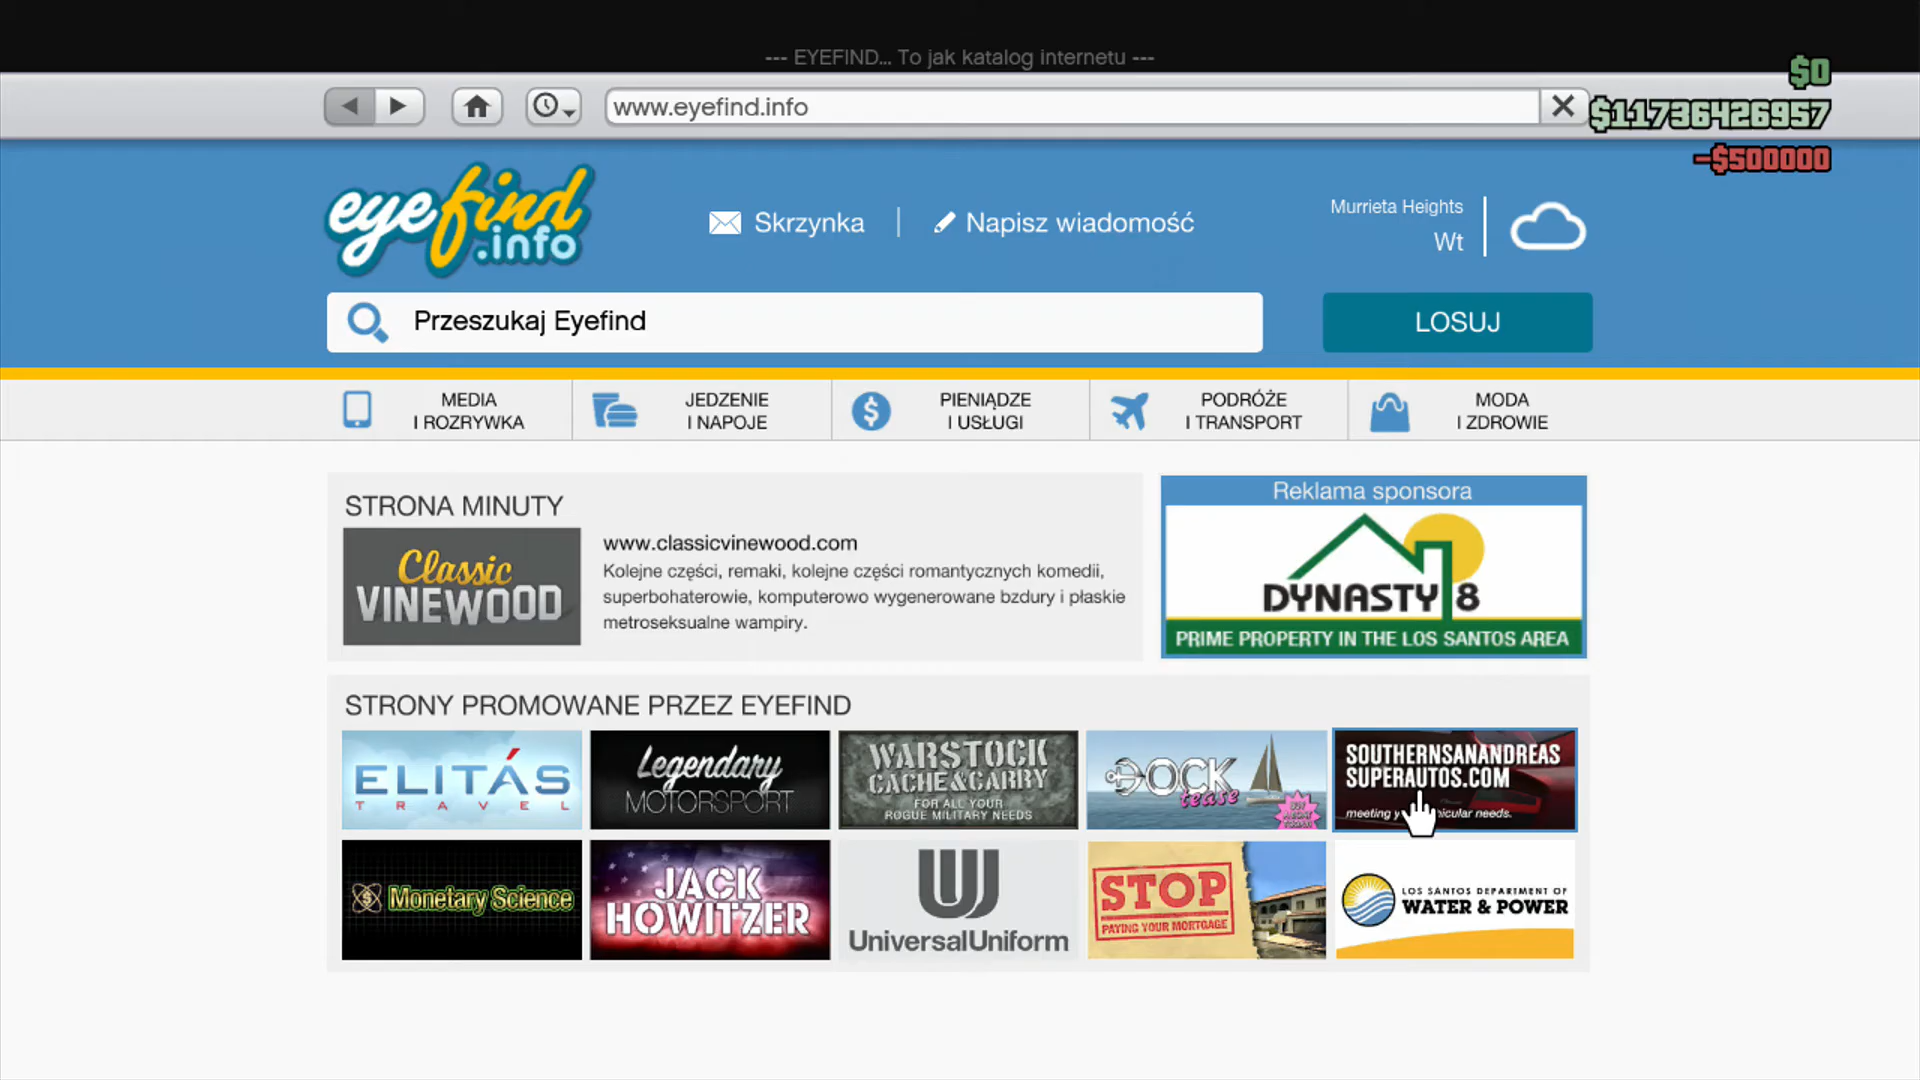 --- EYEFIND... To jak katalog internetu ---
$0
www.eyefind.info
$11736426957
-$500000
eyefind.info
Skrzynka
Napisz wiadomość
Murrieta Heights
Wt
Przeszukaj Eyefind
LOSUJ
MEDIA
I ROZRYWKA
JEDZENIE
I NAPOJE
PIENIĄDZE
I USŁUGI
PODRÓŻE
I TRANSPORT
MODA
I ZDROWIE
STRONA MINUTY
Classic
VINEWOOD
www.classicvinewood.com
Kolejne części, remaki, kolejne części romantycznych komedii,
superbohaterowie, komputerowo wygenerowane bzdury i płaskie
metroseksualne wampiry.
Reklama sponsora
DYNASTY 8
PRIME PROPERTY IN THE LOS SANTOS AREA
STRONY PROMOWANE PRZEZ EYEFIND
ELITÁS
TRAVEL
Legendary
MOTORSPORT
WARSTOCK
CACHE & CARRY
FOR ALL YOUR
ROGUE MILITARY NEEDS
DOCK
tease
SOUTHERNSANANDREAS
SUPERAUTOS.COM
meeting needs.
Monetary Science
JACK
HOWITZER
UniversalUniform
STOP
PAYING YOUR MORTGAGE
LOS SANTOS DEPARTMENT OF
WATER & POWER